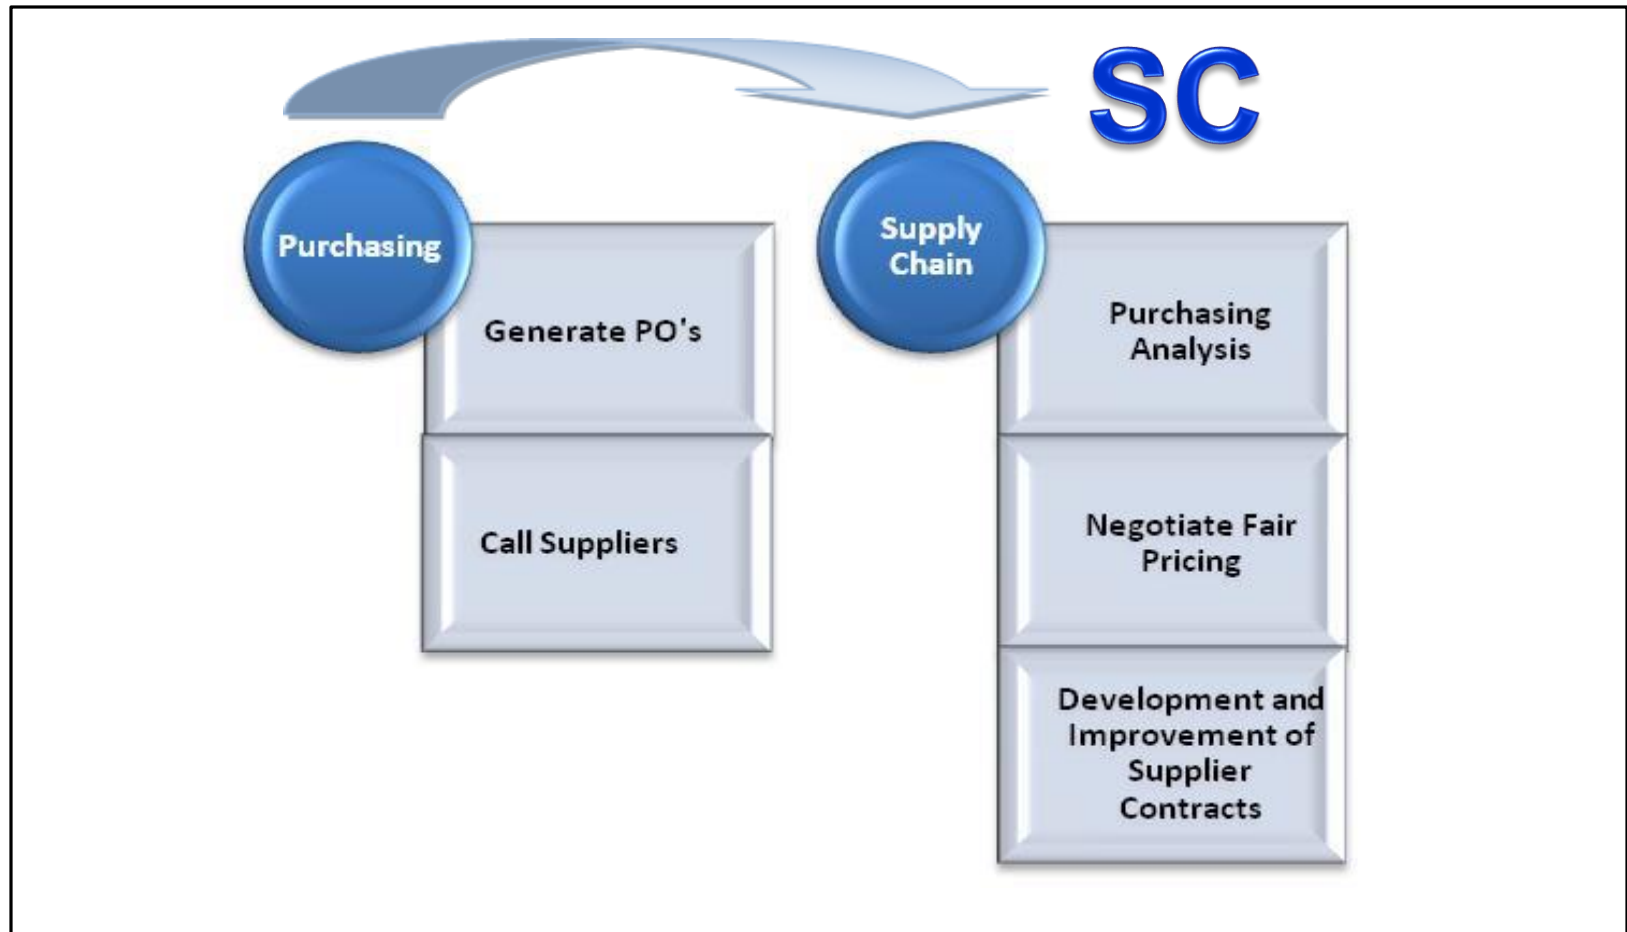 SC
Purchasing
Generate PO's
Call Suppliers
Supply
Chain
Purchasing
Analysis
Negotiate Fair
Pricing
Development and
Improvement of
Supplier
Contracts